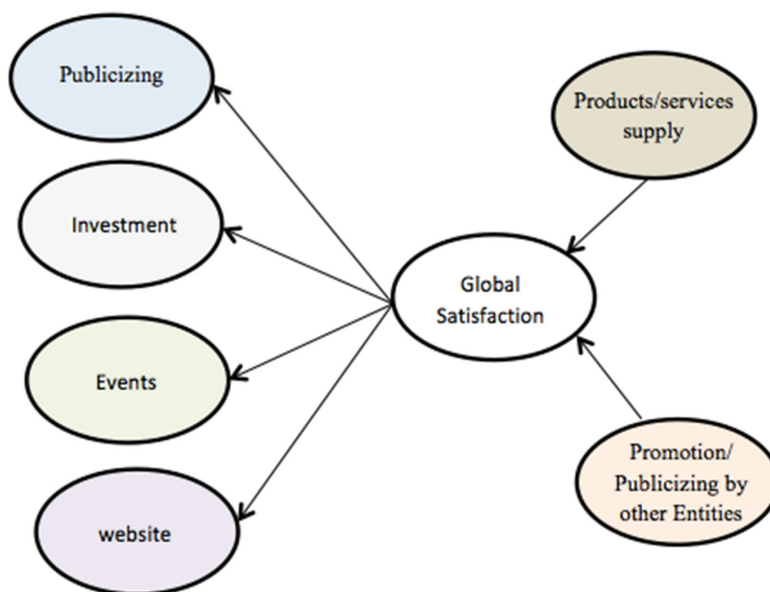 Publicizing
Investment
Events
website
Global
Satisfaction
Products/services
supply
Promotion/
Publicizing by
other Entities